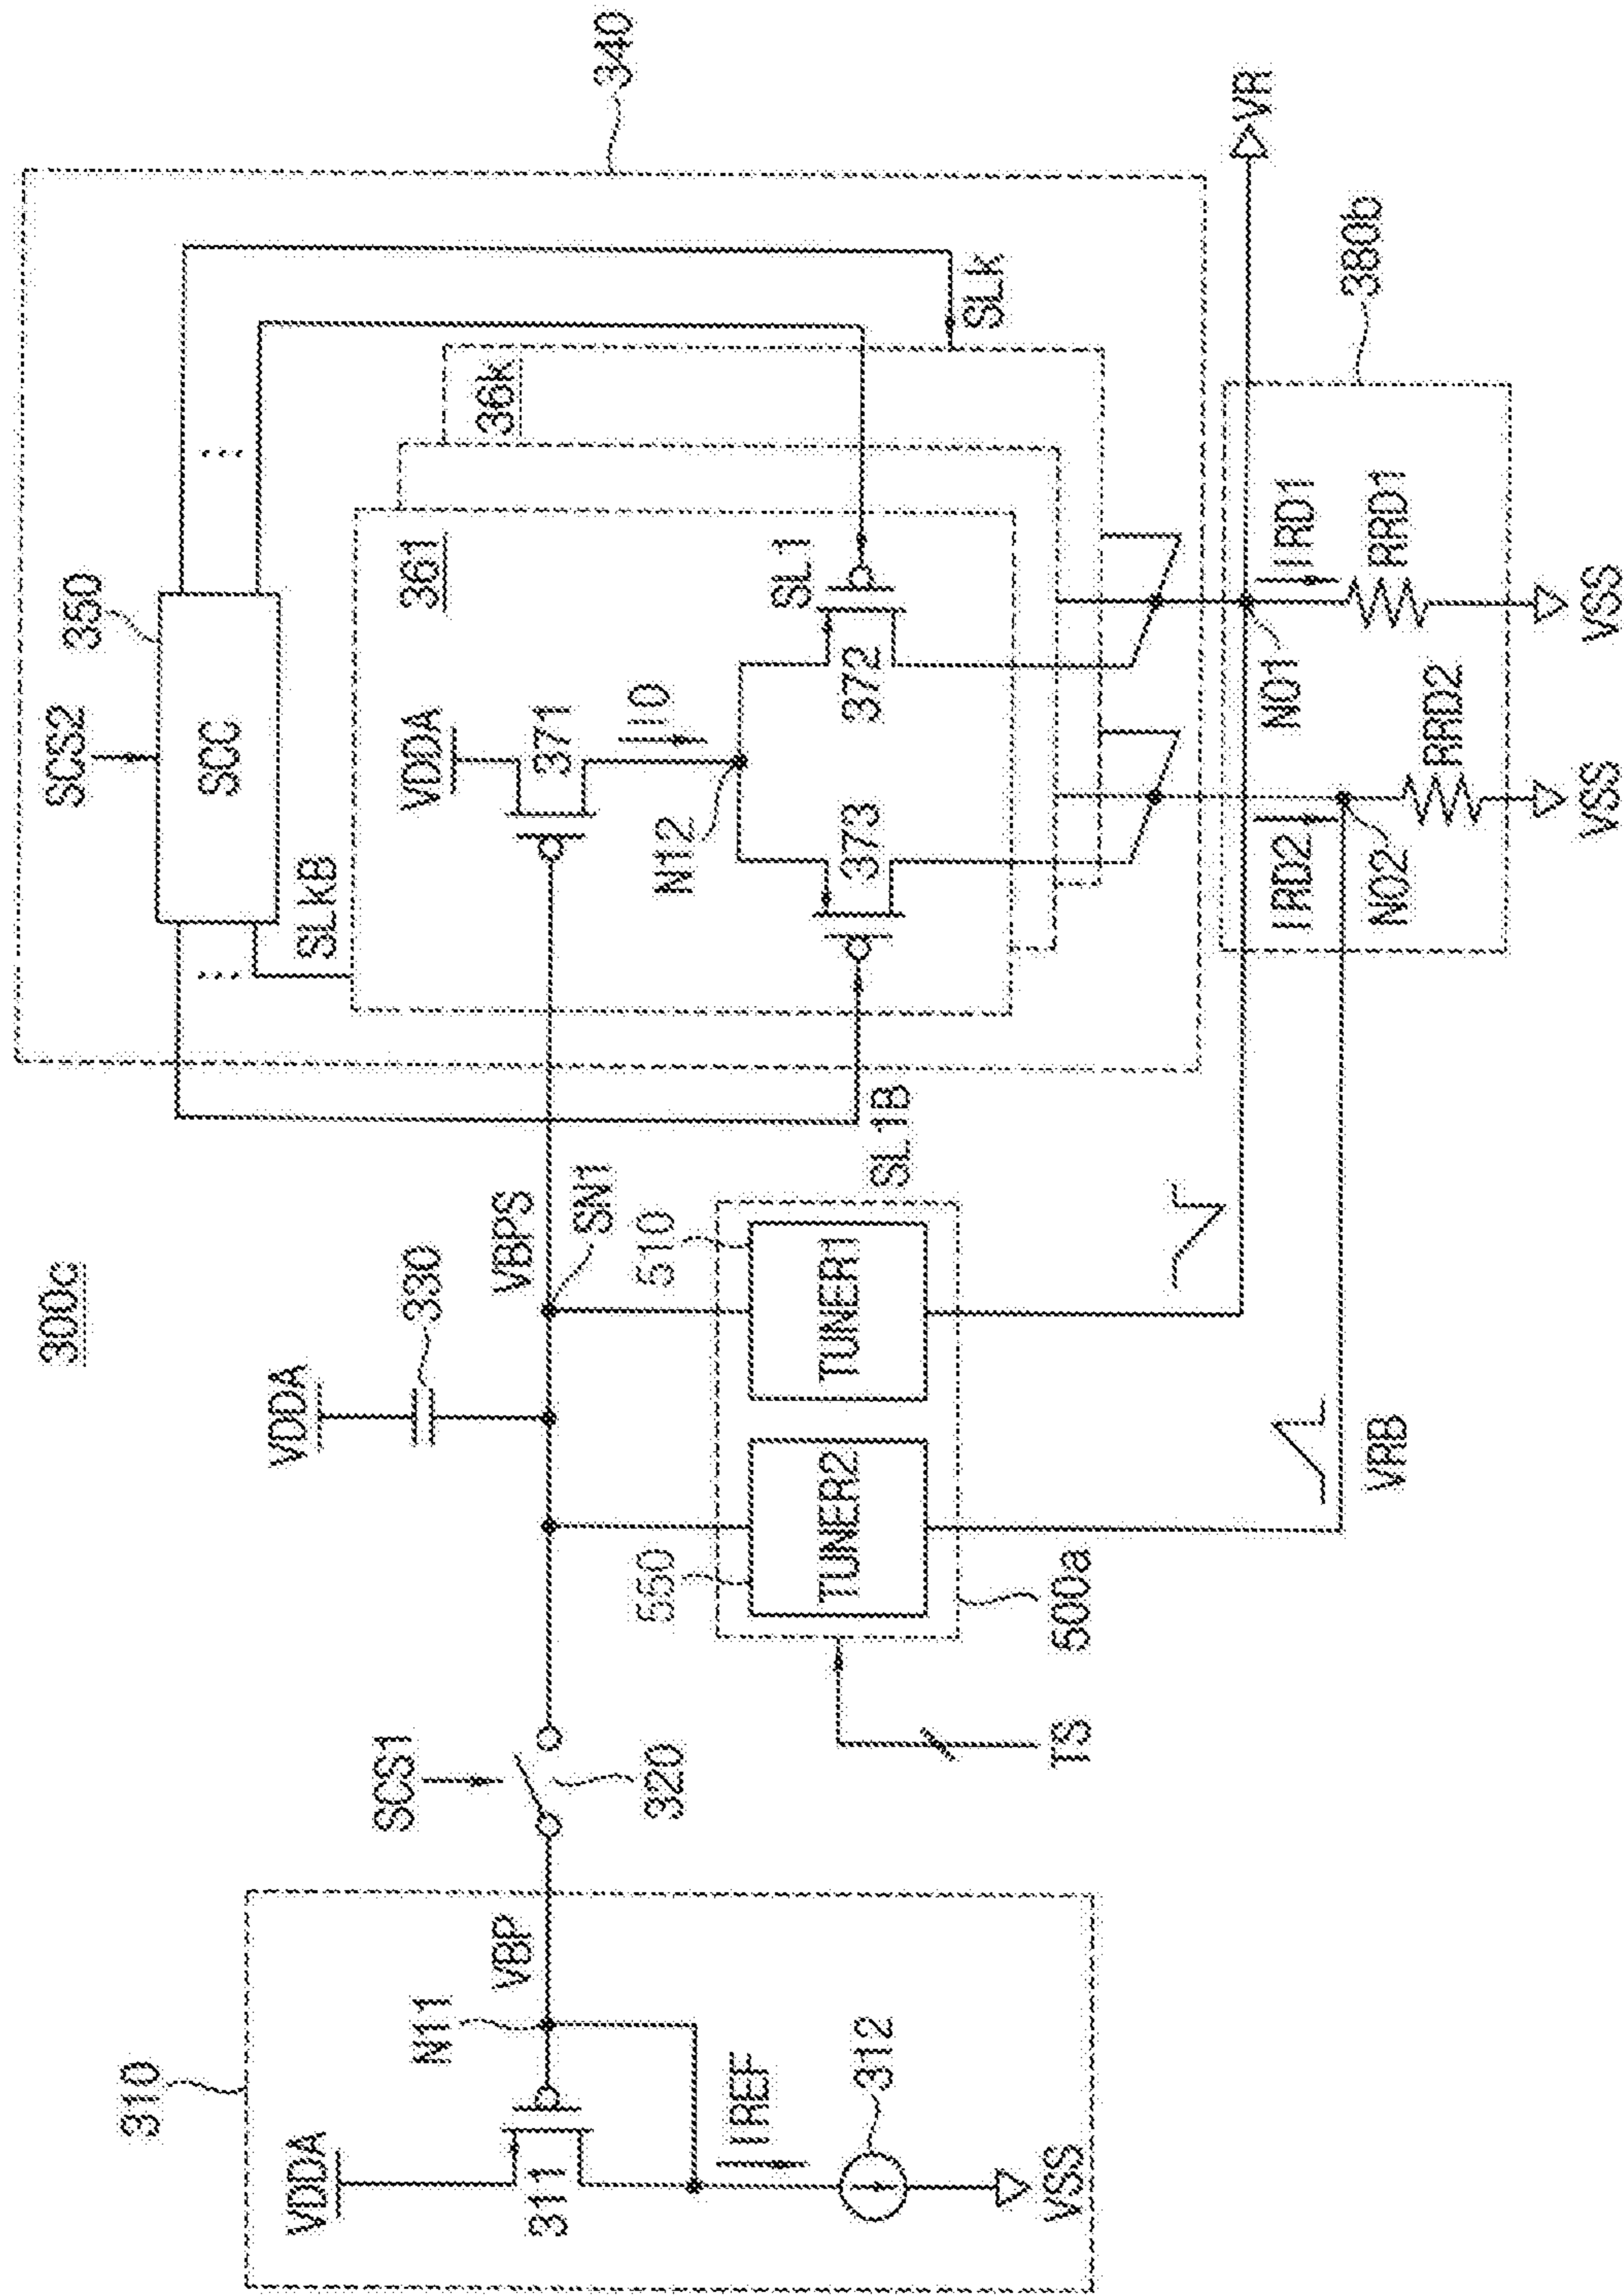 300c
310
VDDA
311
N11
VBP
IREF
312
VSS
SCS1
320
VDDA
330
VBPS
SN1
550
TUNER2
510
TUNER1
500a
TS
SL1B
VRB
340
SCS2
350
SCC
SLkB
361
36k
VDDA
371
II0
N12
373
372
SL1
SLk
VR
380b
IRD2
NO2
RRD2
VSS
NO1
IRD1
RRD1
VSS